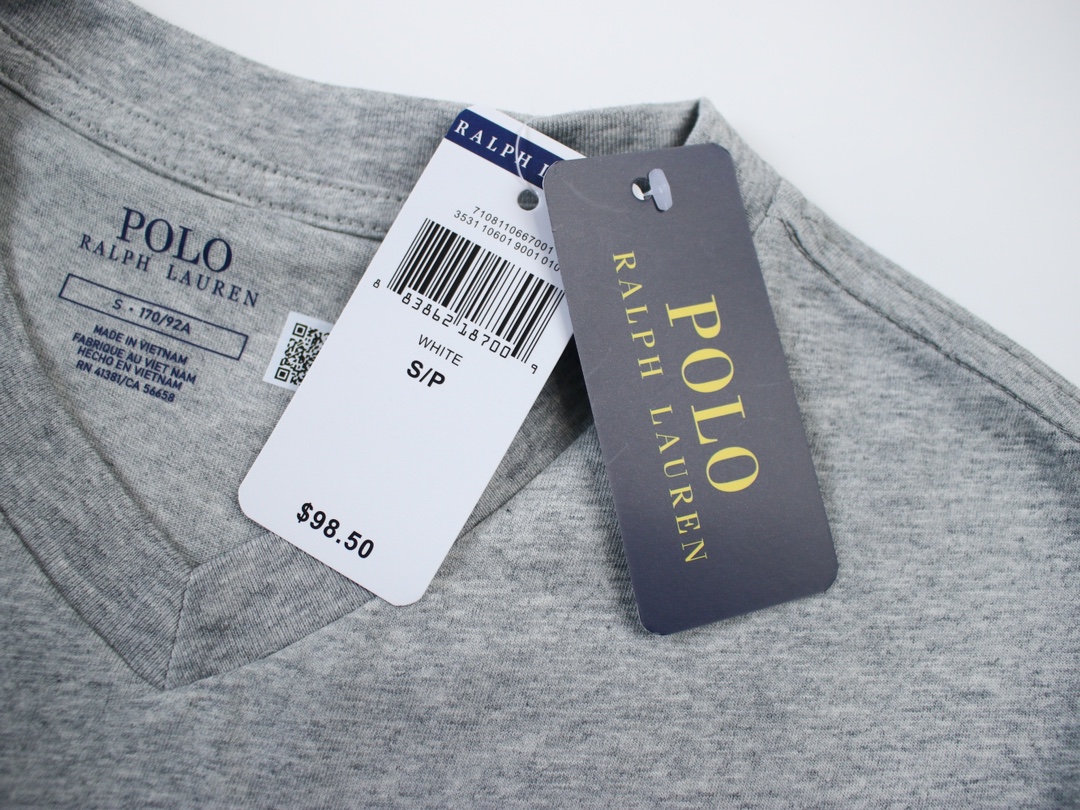 POLO
RALPH LAUREN
S - 170/92A
MADE IN VIETNAM
FABRIQUE AU VIET NAM
HECHO EN VIETNAM
RN 41381/CA 56658
RALPH
7108110667001
3531 10601 9001 010
8 83862 18700 9
WHITE
S/P
$98.50
POLO
RALPH LAUREN